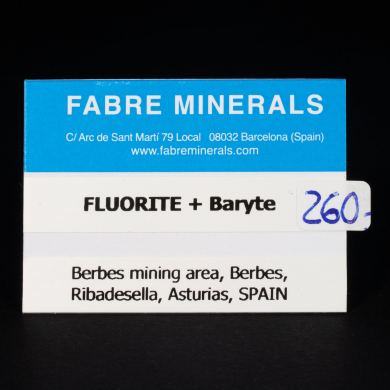 FABRE MINERALS
C/ Arc de Sant Martí 79 Local 08032 Barcelona (Spain)
www.fabreminerals.com
FLUORITE + Baryte
260.-
Berbes mining area, Berbes,
Ribadesella, Asturias, SPAIN